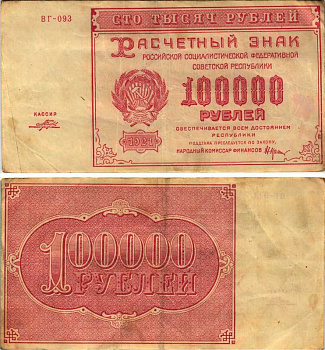 ВГ-093
СТО ТЫСЯЧ РУБЛЕЙ
РАСЧЕТНЫЙ ЗНАК
РОССИЙСКОЙ СОЦИАЛИСТИЧЕСКОЙ ФЕДЕРАТИВНОЙ
СОВЕТСКОЙ РЕСПУБЛИКИ
100000
РУБЛЕЙ
ОБЕСПЕЧИВАЕТСЯ ВСЕМ ДОСТОЯНИЕМ
РЕСПУБЛИКИ
ПОДДЕЛКА ПРЕСЛЕДУЕТСЯ ПО ЗАКОНУ.
НАРОДНЫЙ КОМИССАР ФИНАНСОВ
КАССИР
1921
100000
РУБЛЕЙ